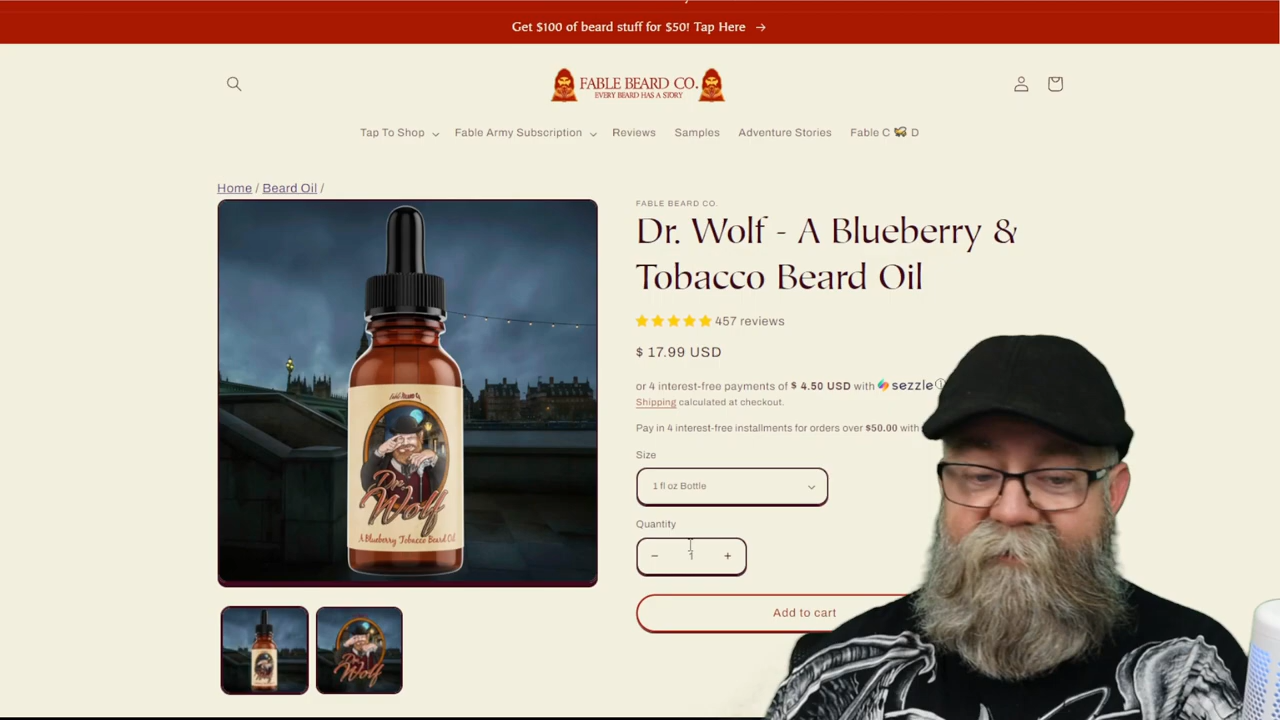 Get $100 of beard stuff for $50! Tap Here →
FABLE BEARD CO.
EVERY BEARD HAS A STORY
Tap To Shop Fable Army Subscription Reviews Samples Adventure Stories Fable C D
Home / Beard Oil /
FABLE BEARD CO.
Dr. Wolf - A Blueberry &
Tobacco Beard Oil
457 reviews
$ 17.99 USD
or 4 interest-free payments of $ 4.50 USD with sezzle
Shipping calculated at checkout.
Pay in 4 interest-free installments for orders over $50.00 with
Size
1 fl oz Bottle
Quantity
− 1 +
Add to cart
Dr.
Wolf
A Blueberry Tobacco Beard Oil
Dr.
Wolf